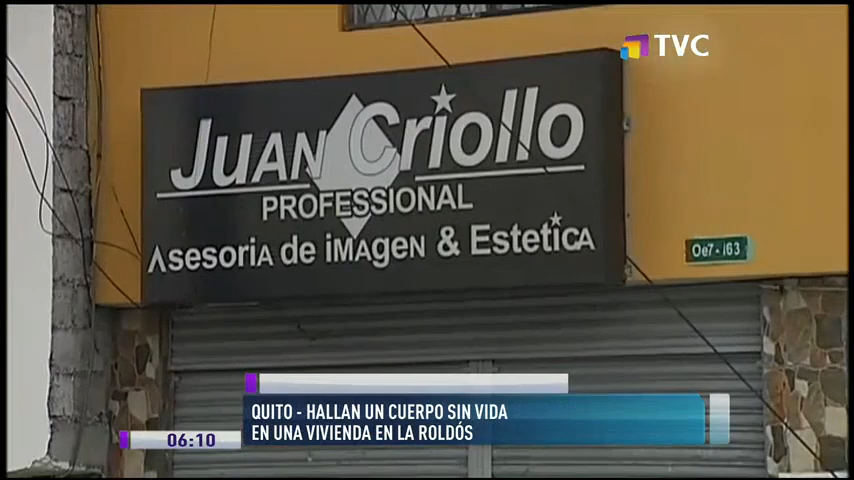 TVC
JUAN Criollo
PROFESSIONAL
AsesoriA de iMAgeN & EstetiCA
Oe7-163
QUITO - HALLAN UN CUERPO SIN VIDA
EN UNA VIVIENDA EN LA ROLDÓS
06:10